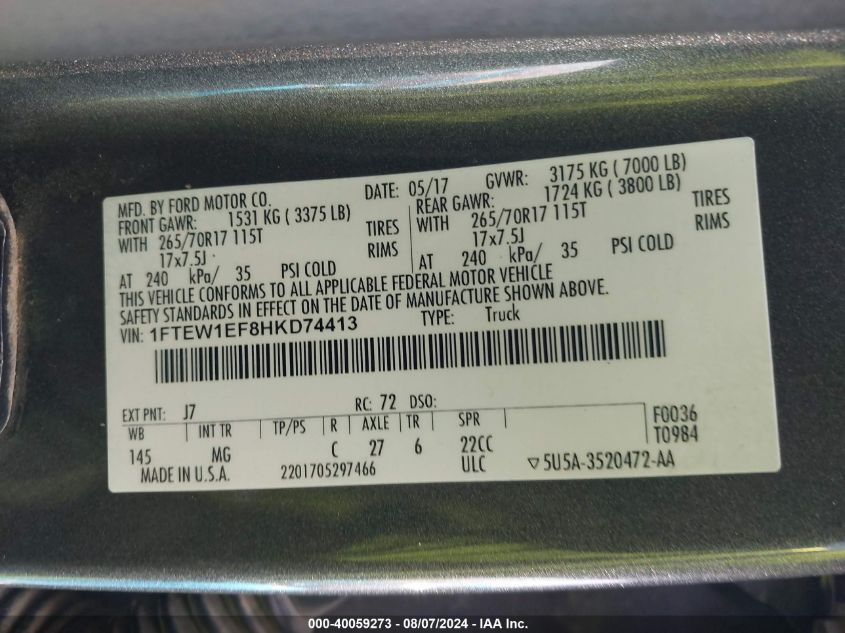 MFD. BY FORD MOTOR CO. DATE: 05/17 GVWR: 3175 KG ( 7000 LB)
FRONT GAWR: 1531 KG ( 3375 LB) REAR GAWR: 1724 KG ( 3800 LB)
WITH 265/70R17 115T TIRES WITH 265/70R17 115T TIRES
17x7.5J RIMS 17x7.5J RIMS
AT 240 kPa/ 35 PSI COLD AT 240 kPa/ 35 PSI COLD
THIS VEHICLE CONFORMS TO ALL APPLICABLE FEDERAL MOTOR VEHICLE
SAFETY STANDARDS IN EFFECT ON THE DATE OF MANUFACTURE SHOWN ABOVE.
VIN: 1FTEW1EF8HKD74413 TYPE: Truck
EXT PNT: J7 RC: 72 DSO: F0036
WB INT TR TP/PS R AXLE TR SPR T0984
145 MG C 27 6 22CC
MADE IN U.S.A. 2201705297466 ULC ▽5U5A-3520472-AA
000-40059273 - 08/07/2024 - IAA Inc.